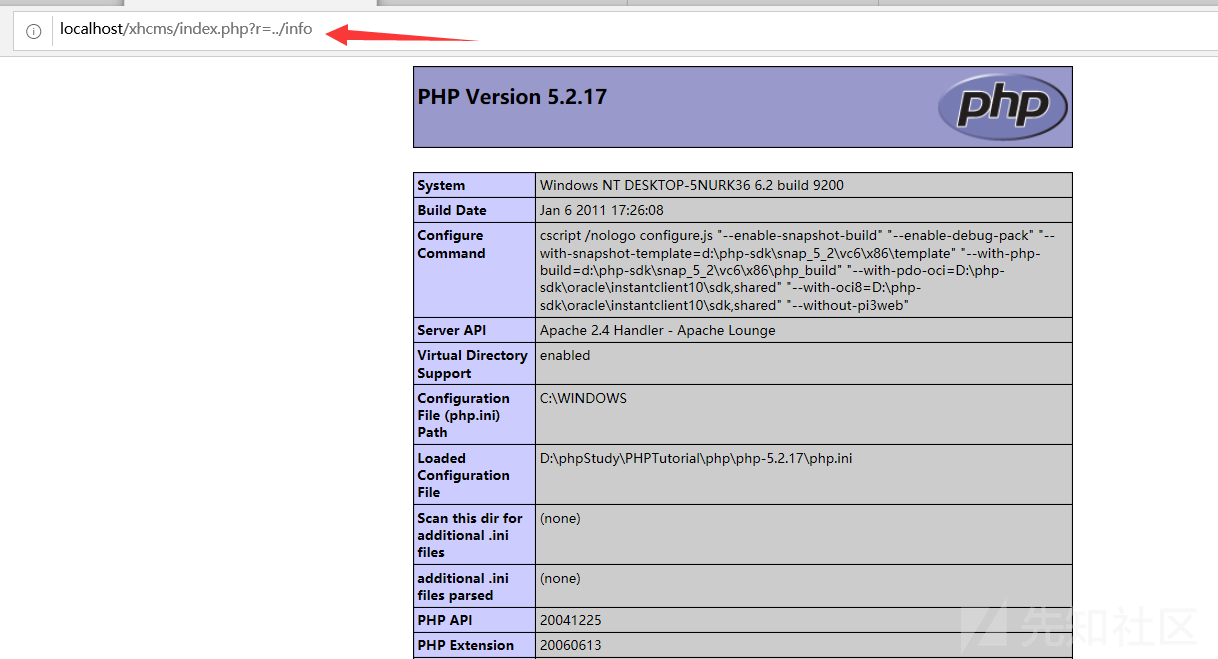 localhost/xhcms/index.php?r=../info
PHP Version 5.2.17
php
System
Windows NT DESKTOP-5NURK36 6.2 build 9200
Build Date
Jan 6 2011 17:26:08
Configure
Command
cscript /nologo configure.js "--enable-snapshot-build" "--enable-debug-pack" "--
with-snapshot-template=d:\php-sdk\snap_5_2\vc6\x86\template" "--with-php-
build=d:\php-sdk\snap_5_2\vc6\x86\php_build" "--with-pdo-oci=D:\php-
sdk\oracle\instantclient10\sdk,shared" "--with-oci8=D:\php-
sdk\oracle\instantclient10\sdk,shared" "--without-pi3web"
Server API
Apache 2.4 Handler - Apache Lounge
Virtual Directory
Support
enabled
Configuration
File (php.ini)
Path
C:\WINDOWS
Loaded
Configuration
File
D:\phpStudy\PHPTutorial\php\php-5.2.17\php.ini
Scan this dir for
additional .ini
files
(none)
additional .ini
files parsed
(none)
PHP API
20041225
PHP Extension
20060613
先知社区